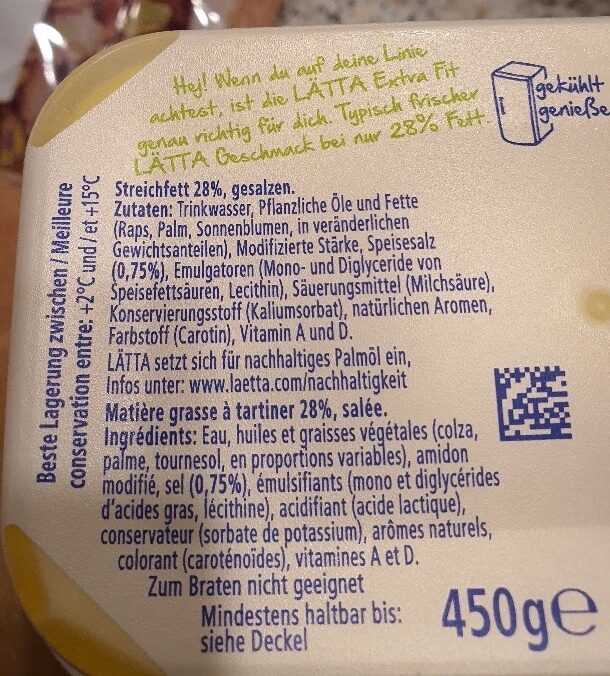 Hej! Wenn du auf deine Linie
achtest, ist die LÄTTA Extra Fit
genau richtig für dich. Typisch frischer
LÄTTA Geschmack bei nur 28% Fett.
gekühlt
genieße
Beste Lagerung zwischen / Meilleure
conservation entre: +2°C und / et +15°C
Streichfett 28%, gesalzen.
Zutaten: Trinkwasser, Pflanzliche Öle und Fette
(Raps, Palm, Sonnenblumen, in veränderlichen
Gewichtsanteilen), Modifizierte Stärke, Speisesalz
(0,75%), Emulgatoren (Mono- und Diglyceride von
Speisefettsäuren, Lecithin), Säuerungsmittel (Milchsäure),
Konservierungsstoff (Kaliumsorbat), natürlichen Aromen,
Farbstoff (Carotin), Vitamin A und D.
LÄTTA setzt sich für nachhaltiges Palmöl ein,
Infos unter: www.laetta.com/nachhaltigkeit
Matière grasse à tartiner 28%, salée.
Ingrédients: Eau, huiles et graisses végétales (colza,
palme, tournesol, en proportions variables), amidon
modifié, sel (0,75%), émulsifiants (mono et diglycérides
d'acides gras, lécithine), acidifiant (acide lactique),
conservateur (sorbate de potassium), arômes naturels,
colorant (caroténoïdes), vitamines A et D.
Zum Braten nicht geeignet
Mindestens haltbar bis:
siehe Deckel
450g℮